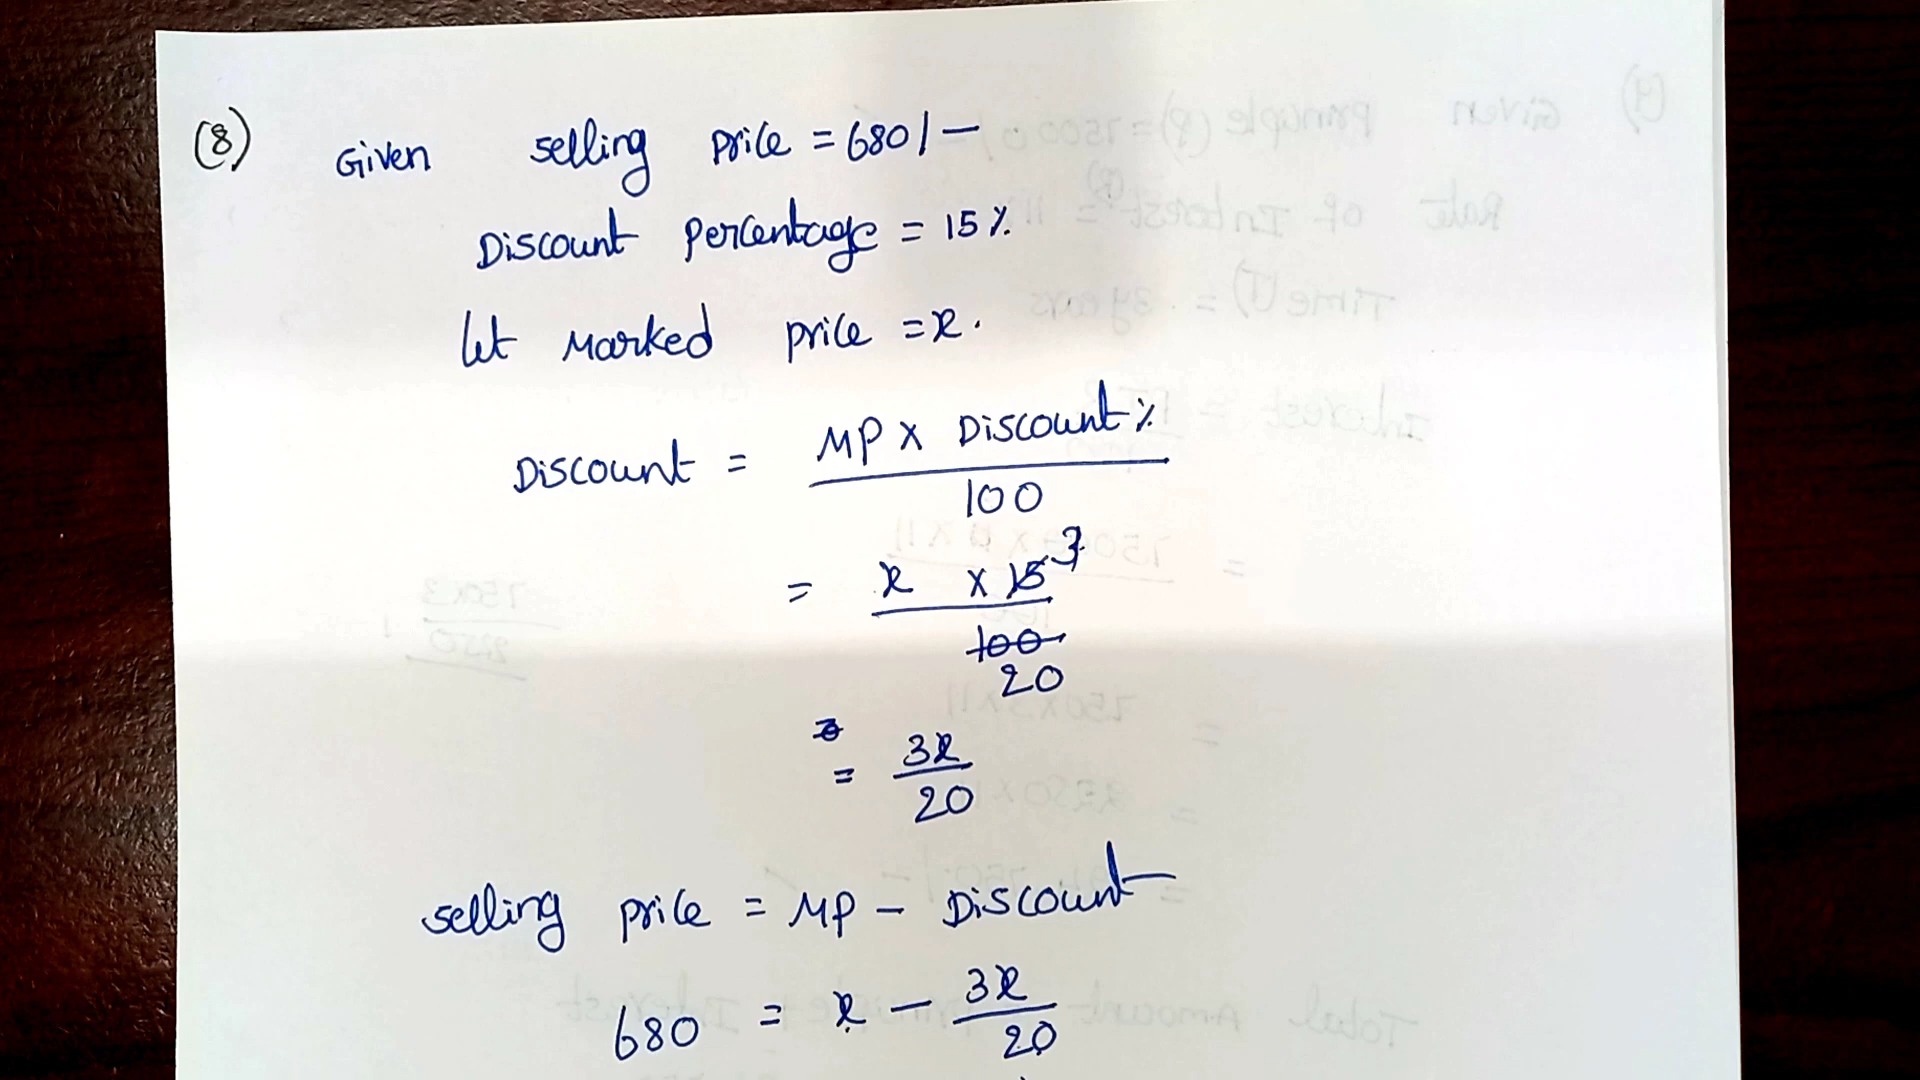 (8) Given selling price = 680/-
Discount Percentage = 15%
let Marked price = x.
Discount = MP x Discount%
100
= x x 15 3
100
20
= 3x
20
selling price = MP - Discount
680 = x - 3x
20